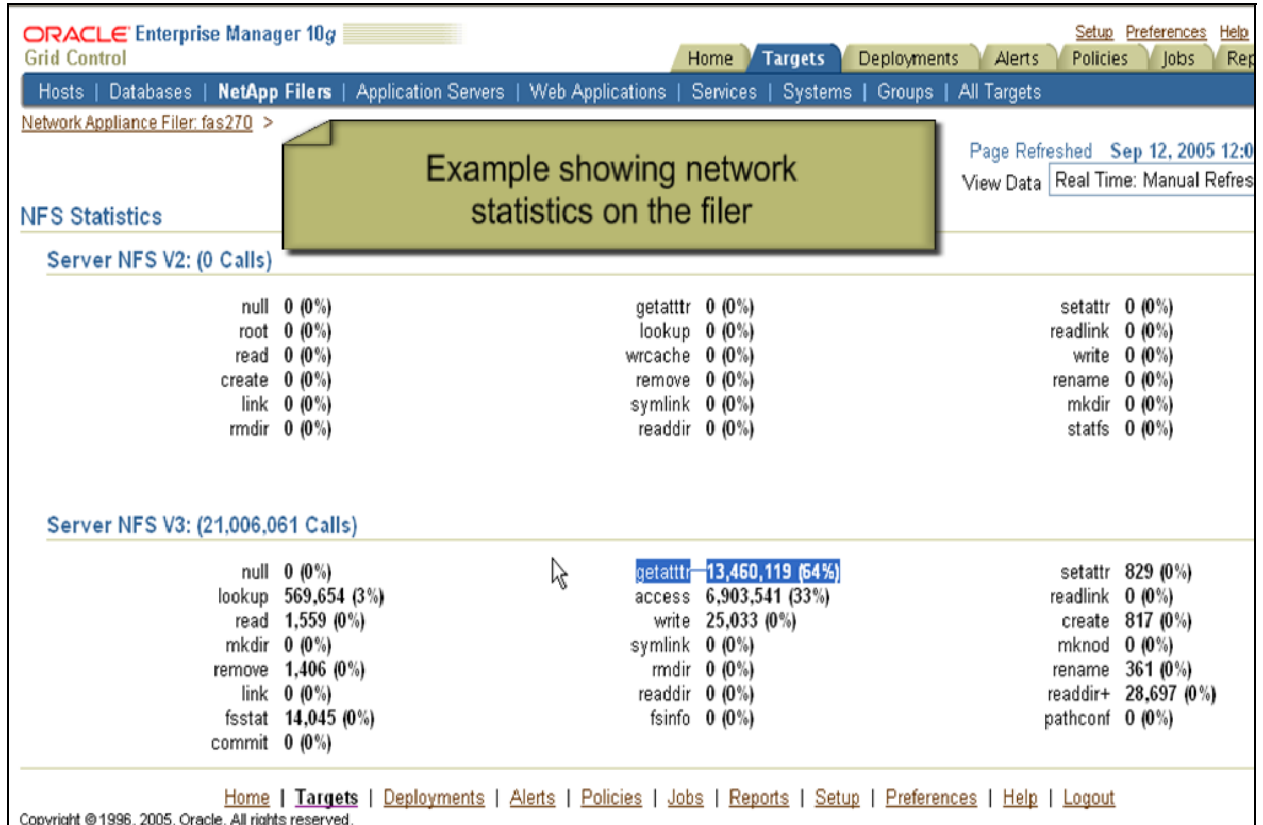 ORACLE Enterprise Manager 10g
Grid Control
Setup Preferences Help
Home Targets Deployments Alerts Policies Jobs Rep
Hosts | Databases | NetApp Filers | Application Servers | Web Applications | Services | Systems | Groups | All Targets
Network Appliance Filer: fas270 >
Example showing network
statistics on the filer
Page Refreshed Sep 12, 2005 12:0
View Data Real Time: Manual Refres
NFS Statistics
Server NFS V2: (0 Calls)
null 0 (0%) getatttr 0 (0%) setattr 0 (0%)
root 0 (0%) lookup 0 (0%) readlink 0 (0%)
read 0 (0%) wrcache 0 (0%) write 0 (0%)
create 0 (0%) remove 0 (0%) rename 0 (0%)
link 0 (0%) symlink 0 (0%) mkdir 0 (0%)
rmdir 0 (0%) readdir 0 (0%) statfs 0 (0%)
Server NFS V3: (21,006,061 Calls)
null 0 (0%) getatttr 13,460,119 (64%) setattr 829 (0%)
lookup 569,654 (3%) access 6,903,541 (33%) readlink 0 (0%)
read 1,559 (0%) write 25,033 (0%) create 817 (0%)
mkdir 0 (0%) symlink 0 (0%) mknod 0 (0%)
remove 1,406 (0%) rmdir 0 (0%) rename 361 (0%)
link 0 (0%) readdir 0 (0%) readdir+ 28,697 (0%)
fsstat 14,045 (0%) fsinfo 0 (0%) pathconf 0 (0%)
commit 0 (0%)
Home | Targets | Deployments | Alerts | Policies | Jobs | Reports | Setup | Preferences | Help | Logout
Copyright © 1996, 2005, Oracle. All rights reserved.